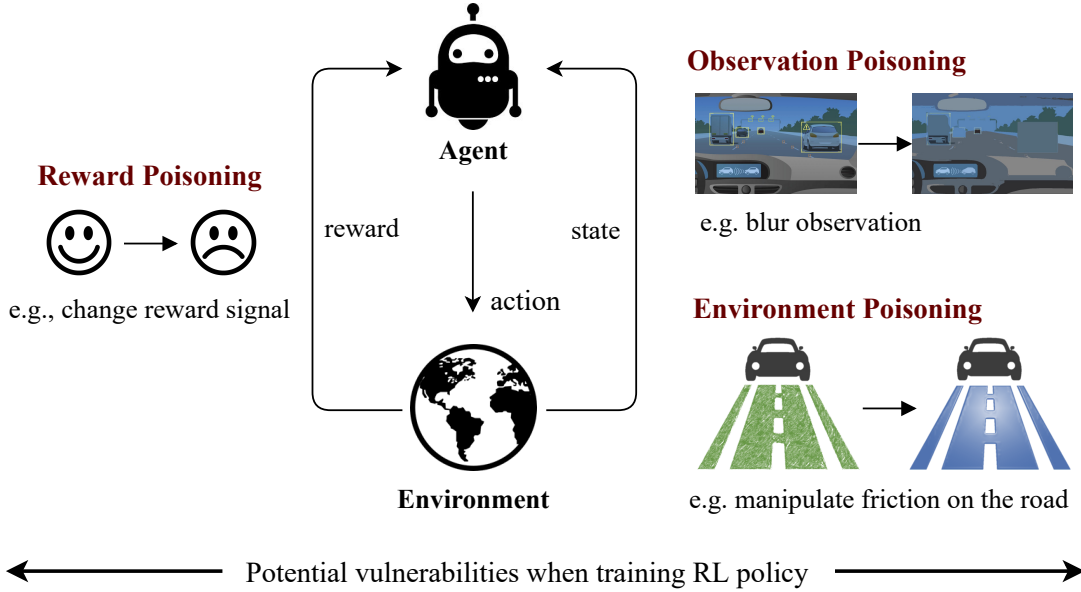 Observation Poisoning
Agent
Reward Poisoning
reward
state
e.g. blur observation
e.g., change reward signal
action
Environment Poisoning
Environment
e.g. manipulate friction on the road
Potential vulnerabilities when training RL policy